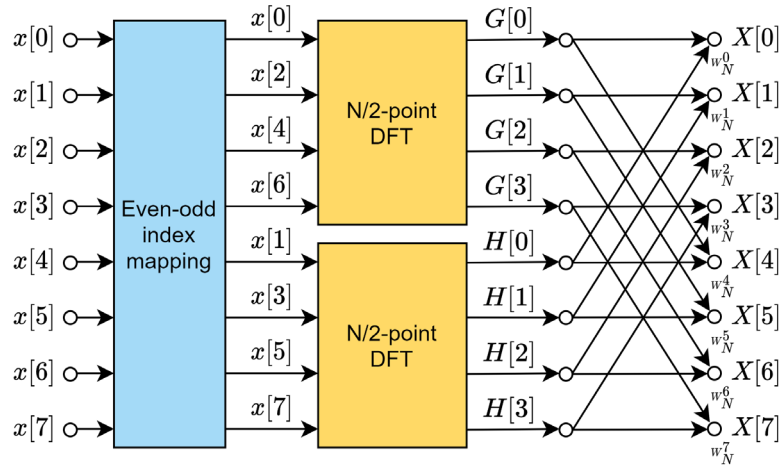 x[0] x[0] G[0] X[0]
W_N^0
x[1] x[2] G[1] X[1]
W_N^1
x[2] x[4] G[2] X[2]
W_N^2
x[3] x[6] G[3] X[3]
W_N^3
x[4] x[1] H[0] X[4]
W_N^4
x[5] x[3] H[1] X[5]
W_N^5
x[6] x[5] H[2] X[6]
W_N^6
x[7] x[7] H[3] X[7]
W_N^7
Even-odd
index
mapping
N/2-point
DFT
N/2-point
DFT